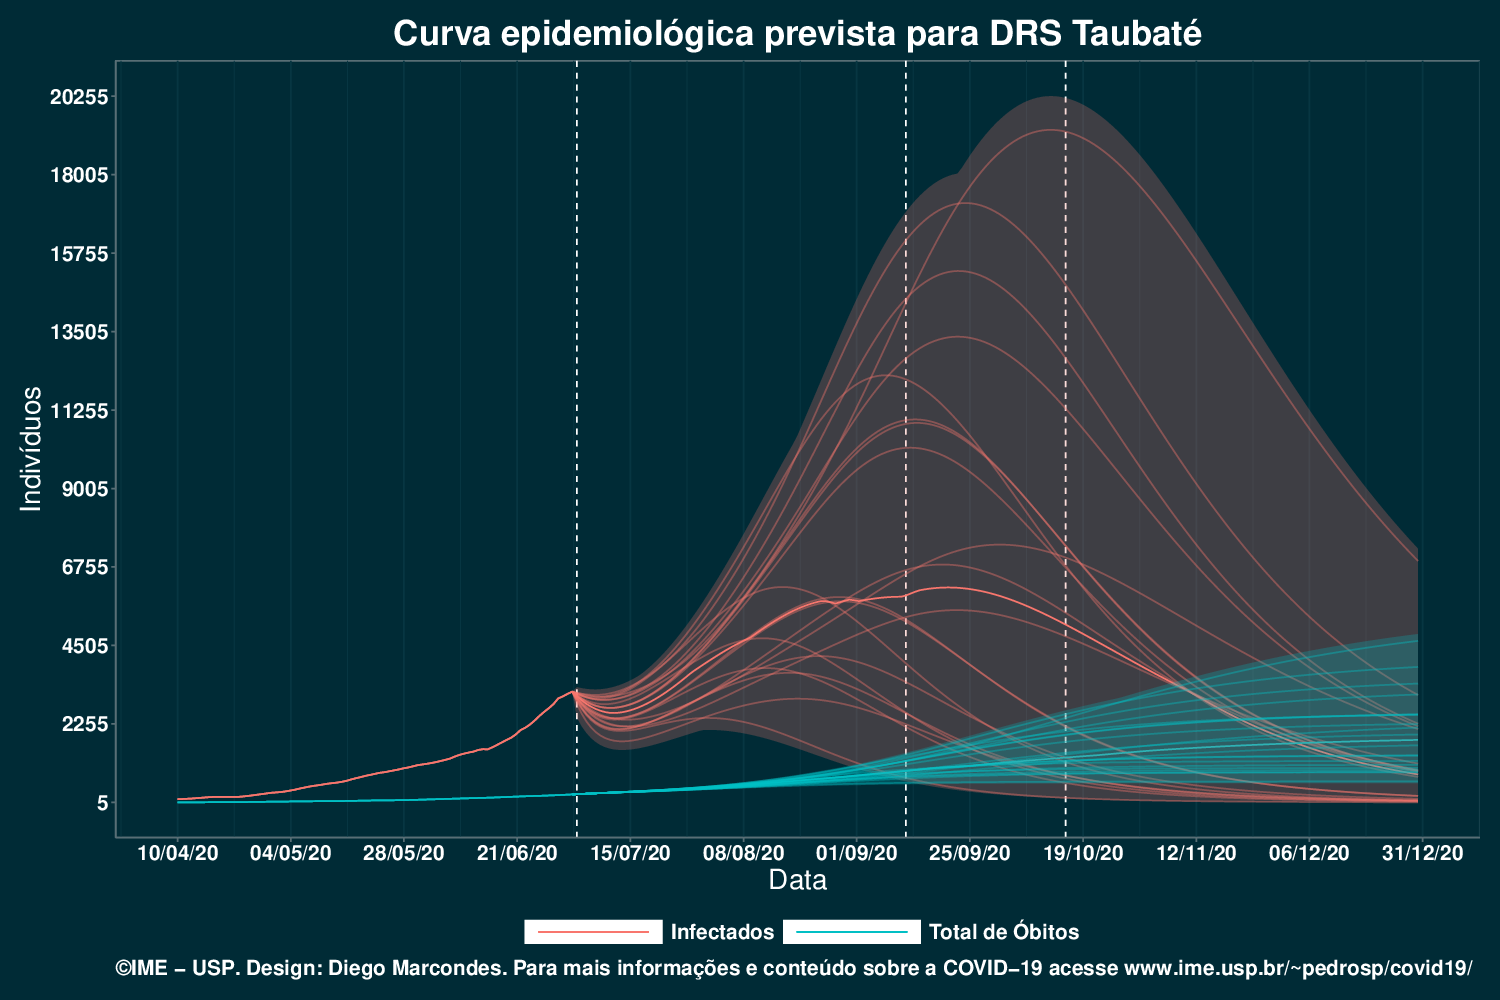 Curva epidemiológica prevista para DRS Taubaté
Indivíduos
20255
18005
15755
13505
11255
9005
6755
4505
2255
5
10/04/20 04/05/20 28/05/20 21/06/20 15/07/20 08/08/20 01/09/20 25/09/20 19/10/20 12/11/20 06/12/20 31/12/20
Data
Infectados Total de Óbitos
©IME − USP. Design: Diego Marcondes. Para mais informações e conteúdo sobre a COVID−19 acesse www.ime.usp.br/~pedrosp/covid19/